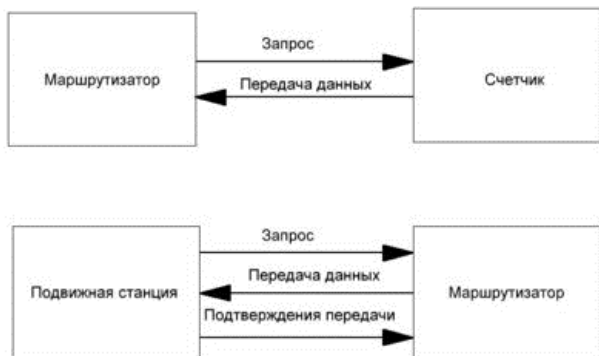 Запрос
Маршрутизатор
Передача данных
Счетчик
Запрос
Подвижная станция
Передача данных
Маршрутизатор
Подтверждения передачи